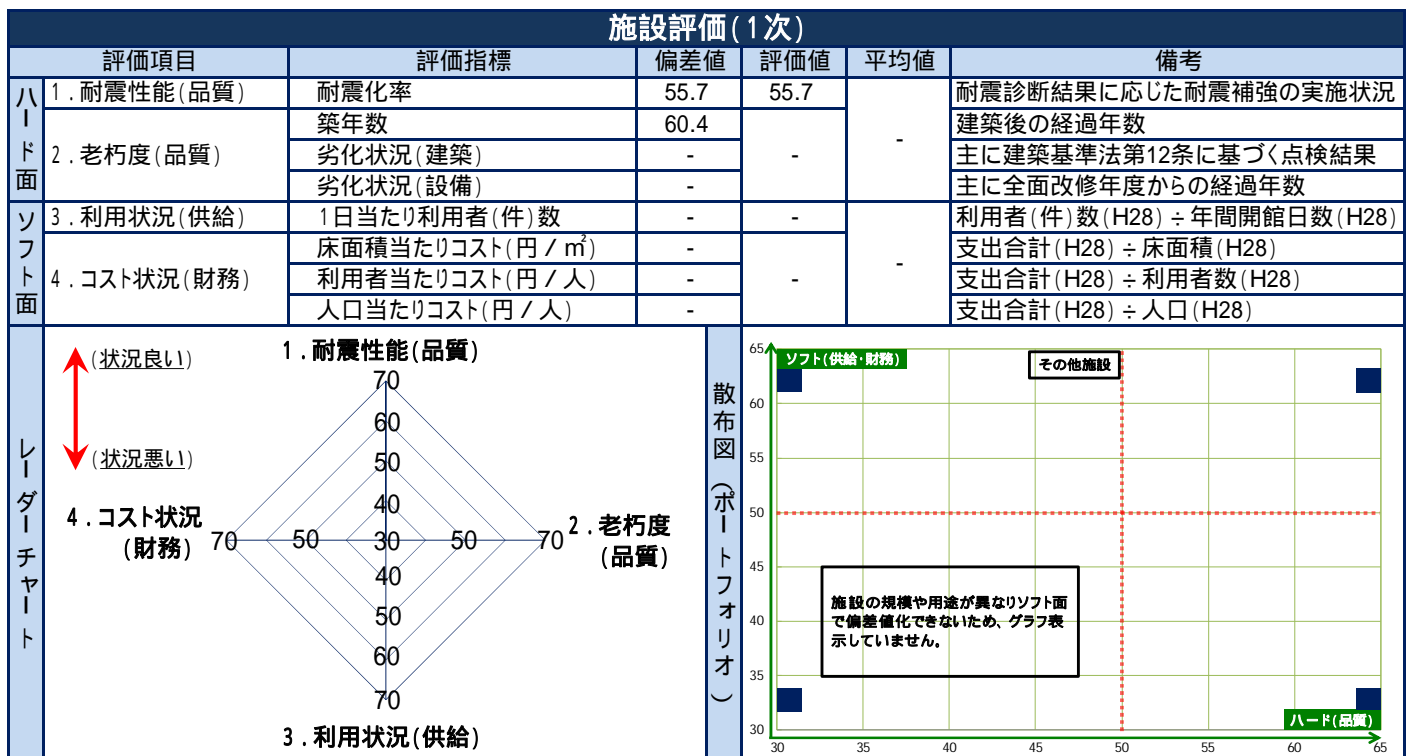 施設評価(1次)
評価項目 評価指標 偏差値 評価値 平均値 備考
ハード面
1.耐震性能(品質) 耐震化率 55.7 55.7 - 耐震診断結果に応じた耐震補強の実施状況
2.老朽度(品質) 築年数 60.4 - 建築後の経過年数
劣化状況(建築) - 主に建築基準法第12条に基づく点検結果
劣化状況(設備) - 主に全面改修年度からの経過年数
ソフト面
3.利用状況(供給) 1日当たり利用者(件)数 - - - 利用者(件)数(H28)÷年間開館日数(H28)
4.コスト状況(財務) 床面積当たりコスト(円/㎡) - - 支出合計(H28)÷床面積(H28)
利用者当たりコスト(円/人) - 支出合計(H28)÷利用者数(H28)
人口当たりコスト(円/人) - 支出合計(H28)÷人口(H28)
レーダーチャート
(状況良い)
(状況悪い)
1.耐震性能(品質)
70
60
50
40
4.コスト状況
(財務)
70 50 30 50 70
2.老朽度
(品質)
40
50
60
70
3.利用状況(供給)
散布図(ポートフォリオ)
65
ソフト(供給・財務)
その他施設
60
55
50
45
施設の規模や用途が異なりソフト面
で偏差値化できないため、グラフ表
示していません。
40
35
30
ハード(品質)
30 35 40 45 50 55 60 65